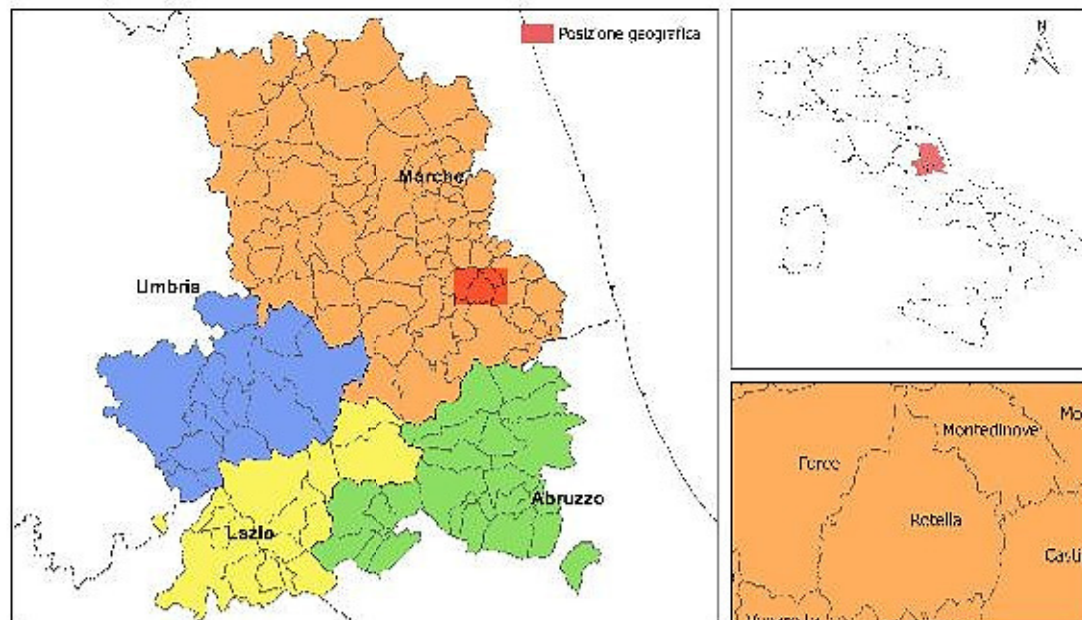 Posizione geografica
N
Marche
Umbria
Abruzzo
Lazio
Montedinove
Force
Rotella